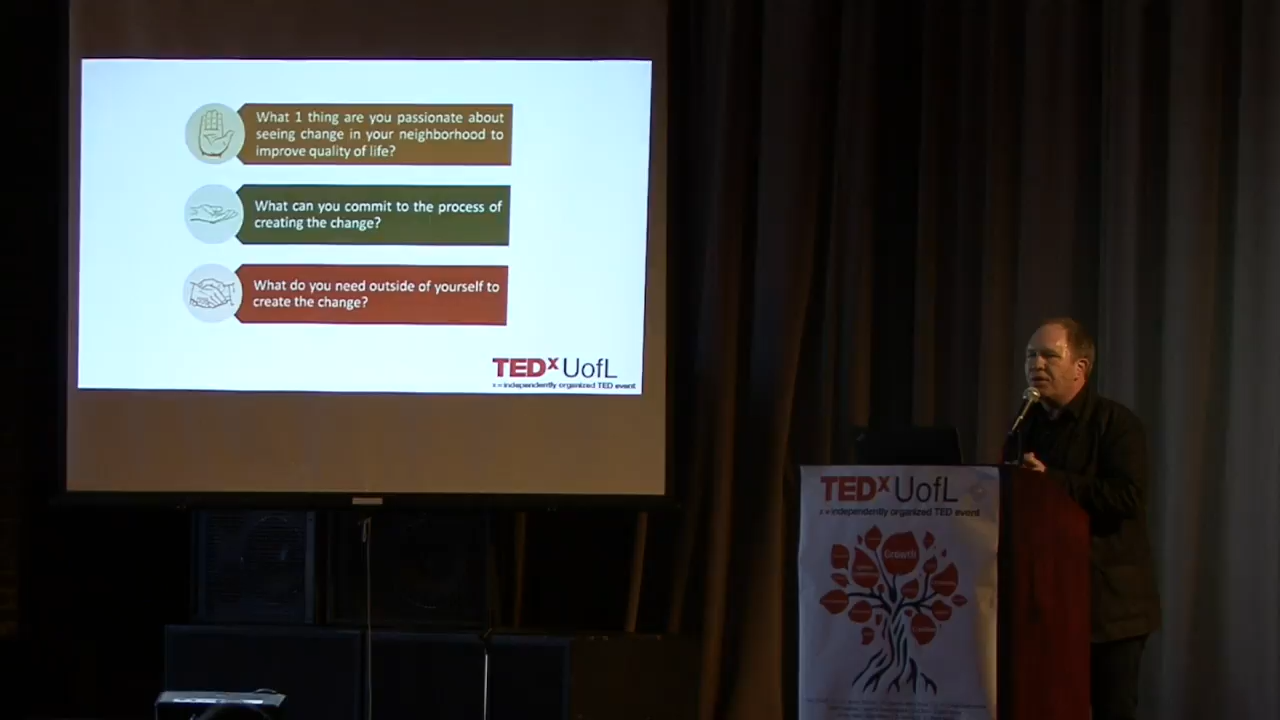 What 1 thing are you passionate about
seeing change in your neighborhood to
improve quality of life?
What can you commit to the process of
creating the change?
What do you need outside of yourself to
create the change?
TEDx UofL
x = independently organized TED event
TEDx UofL
x = independently organized TED event
Growth